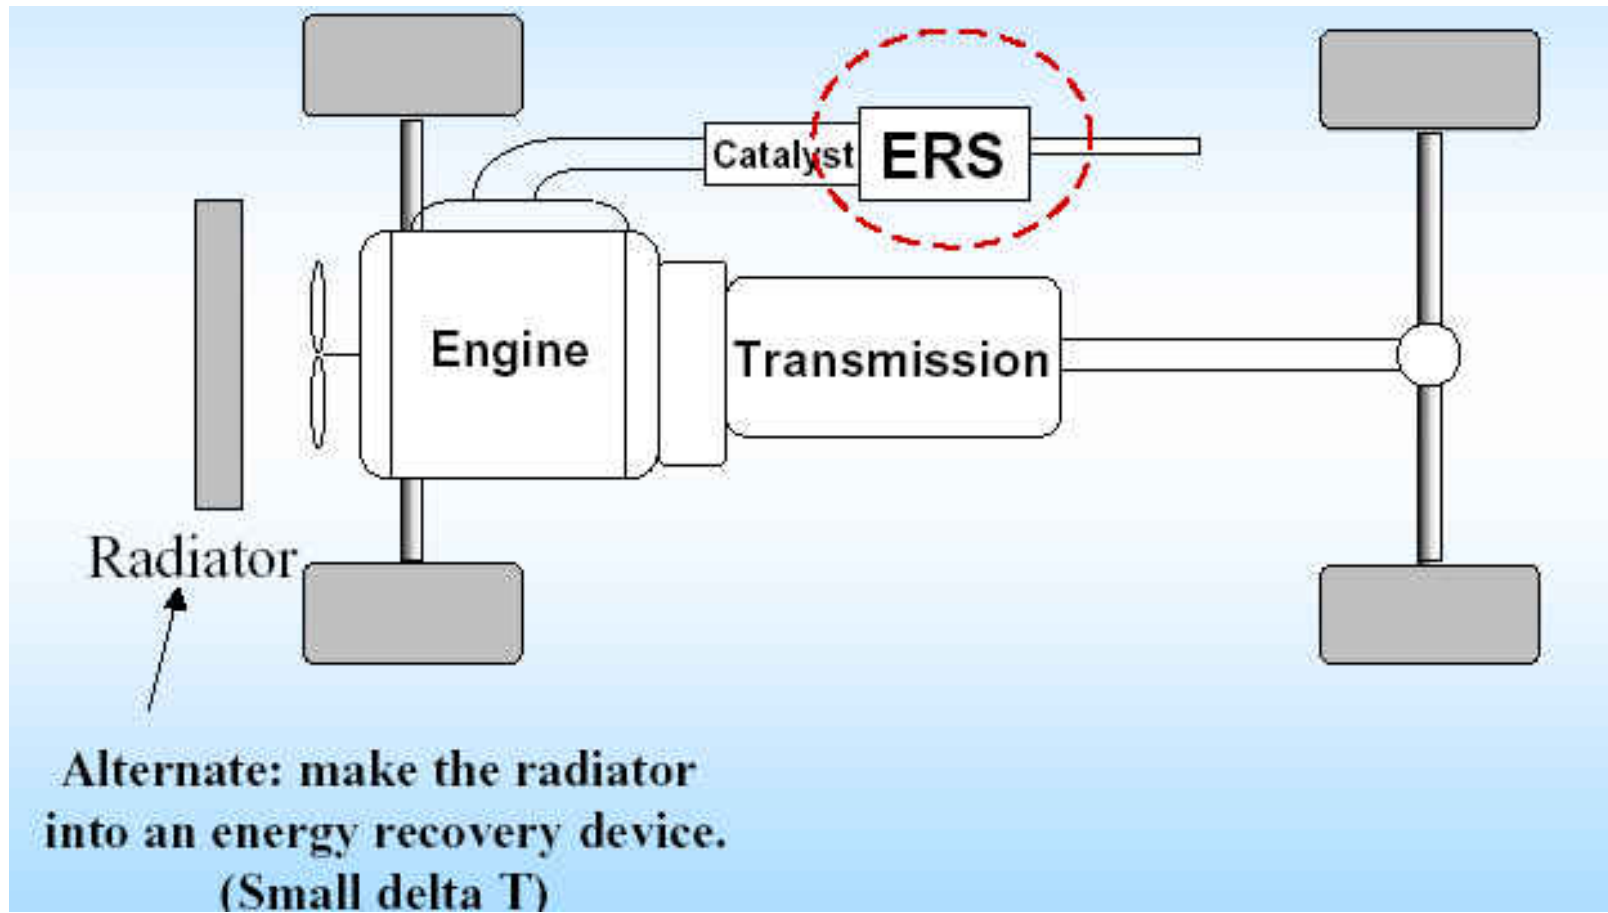 Catalyst
ERS
Engine
Transmission
Radiator
Alternate: make the radiator
into an energy recovery device.
(Small delta T)